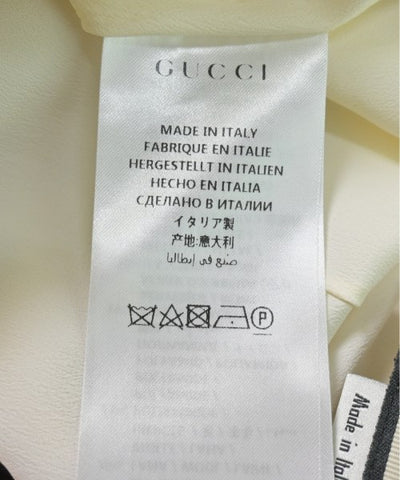 GUCCI
MADE IN ITALY
FABRIQUE EN ITALIE
HERGESTELLT IN ITALIEN
HECHO EN ITALIA
СДЕЛАНО В ИТАЛИИ
イタリア製
产地:意大利
صنع في إيطاليا
P
Made in Ital